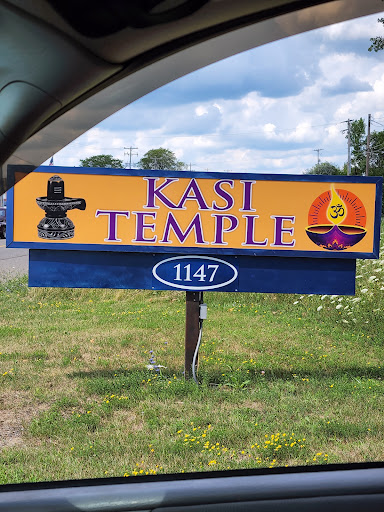 KASI
TEMPLE
ॐ
1147